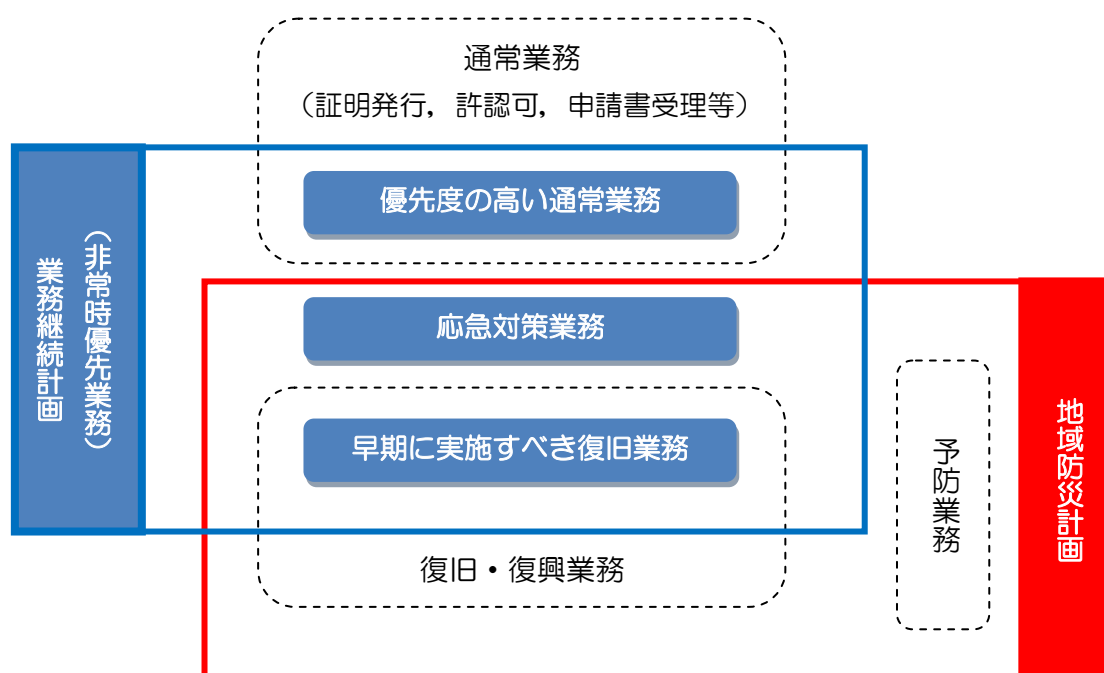 通常業務
（証明発行，許認可，申請書受理等）
優先度の高い通常業務
業務継続計画
（非常時優先業務）
応急対策業務
早期に実施すべき復旧業務
復旧・復興業務
予防業務
地域防災計画